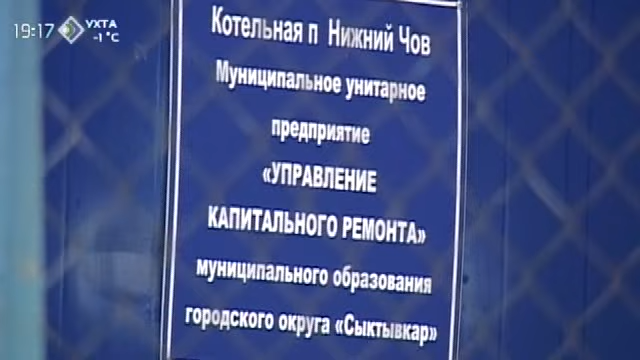 19:17 УХТА
-1°C
Котельная п Нижний Чов
Муниципальное унитарное
предприятие
«УПРАВЛЕНИЕ
КАПИТАЛЬНОГО РЕМОНТА»
муниципального образования
городского округа «Сыктывкар»